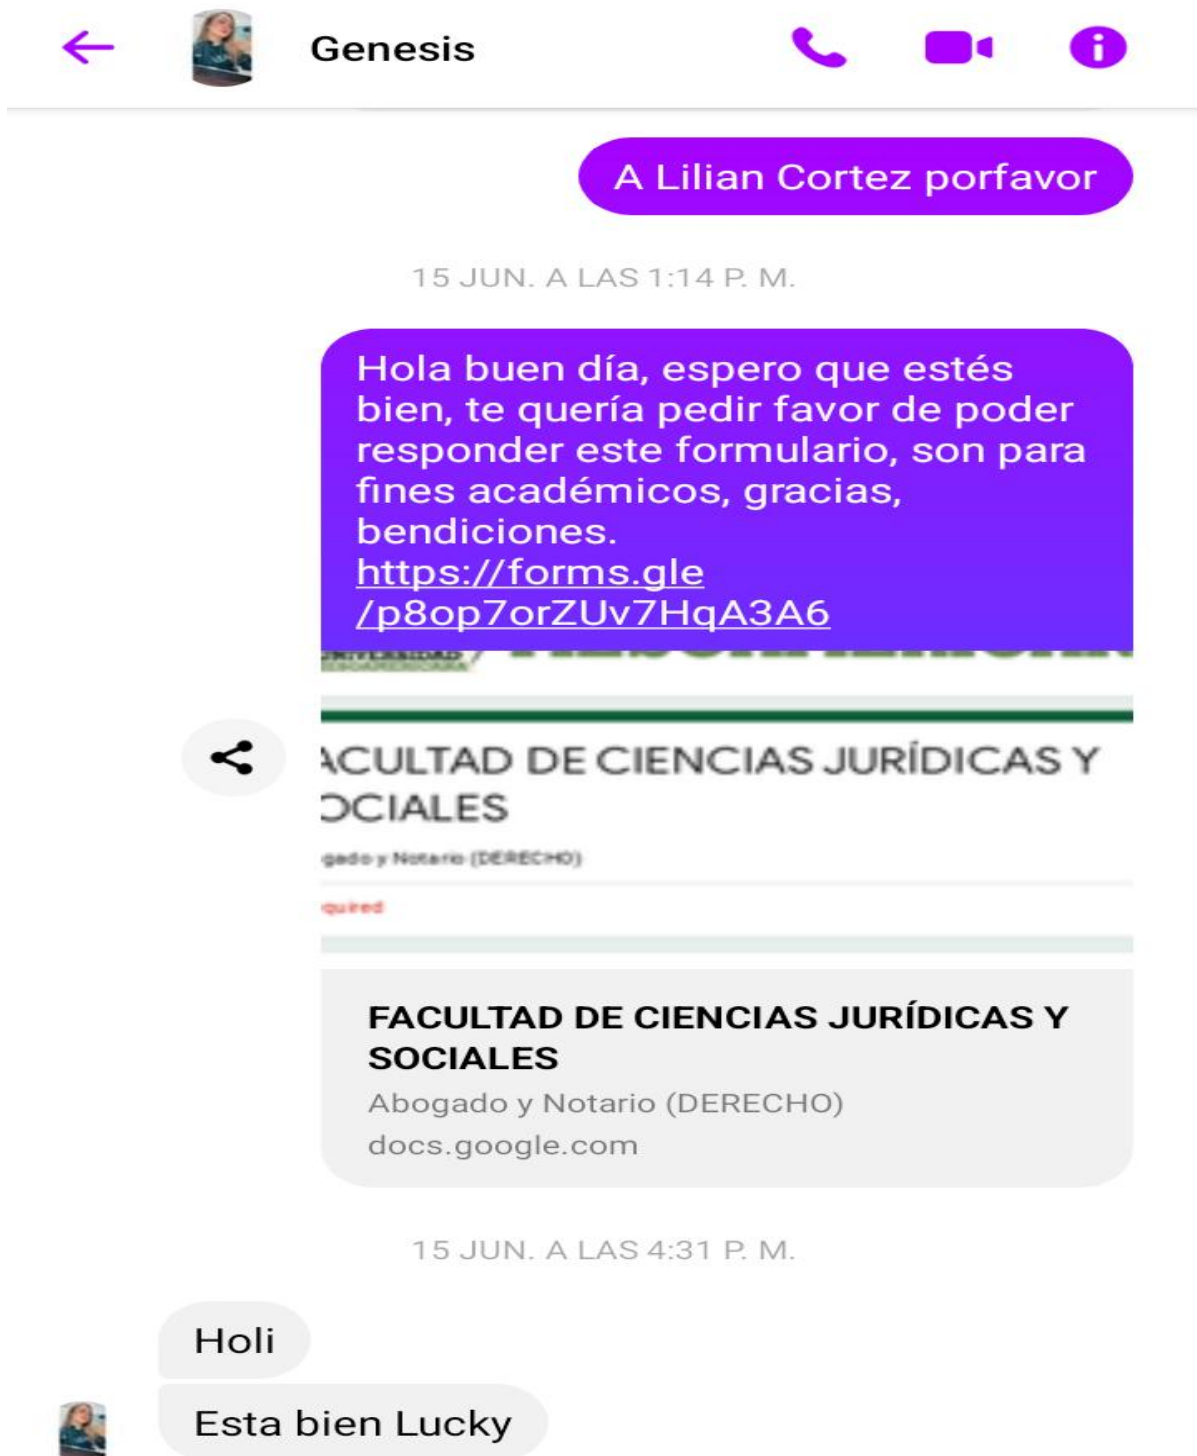 Genesis
A Lilian Cortez porfavor
15 JUN. A LAS 1:14 P. M.
Hola buen día, espero que estés
bien, te quería pedir favor de poder
responder este formulario, son para
fines académicos, gracias,
bendiciones.
https://forms.gle
/p8op7orZUv7HqA3A6
UNIVERSIDAD
ACULTAD DE CIENCIAS JURÍDICAS Y
OCIALES
gado y Notario (DERECHO)
quired
FACULTAD DE CIENCIAS JURÍDICAS Y
SOCIALES
Abogado y Notario (DERECHO)
docs.google.com
15 JUN. A LAS 4:31 P. M.
Holi
Esta bien Lucky